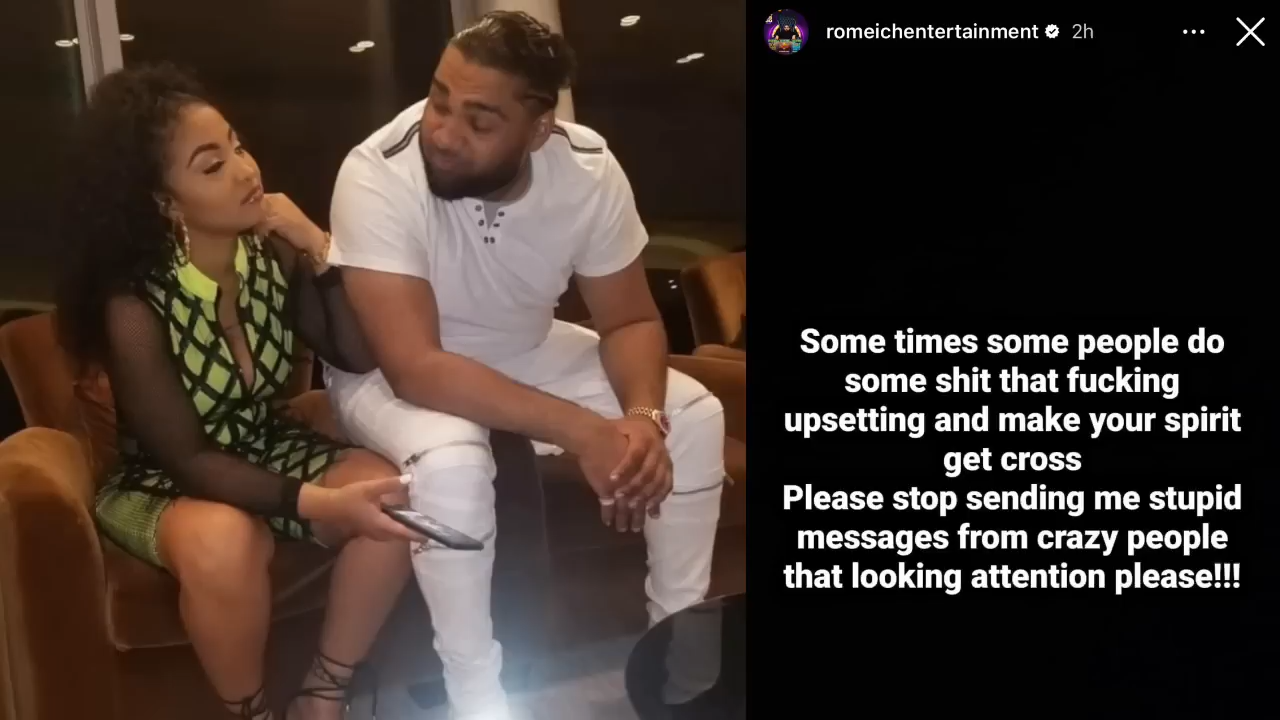 romeichentertainment 2h
Some times some people do
some shit that fucking
upsetting and make your spirit
get cross
Please stop sending me stupid
messages from crazy people
that looking attention please!!!